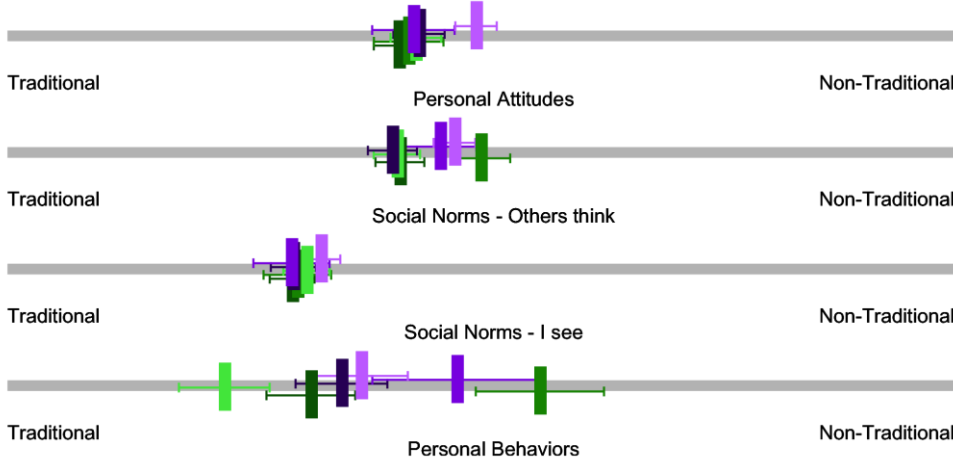 Traditional Non-Traditional
Personal Attitudes
Traditional Non-Traditional
Social Norms - Others think
Traditional Non-Traditional
Social Norms - I see
Traditional Non-Traditional
Personal Behaviors